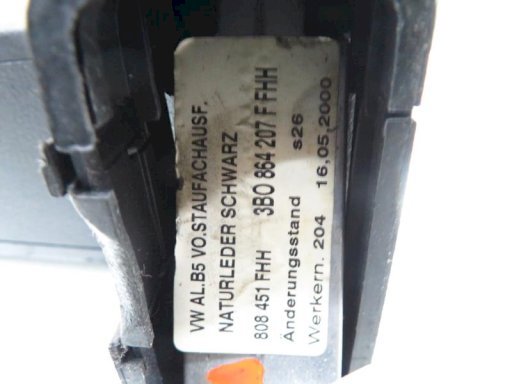 VW AL.B5 VO.STAUFACHAUSF.
NATURLEDER SCHWARZ
808 451 FHH 3BO 864 207 F FHH
Änderungsstand s26
Werkern. 204 16,05,2000